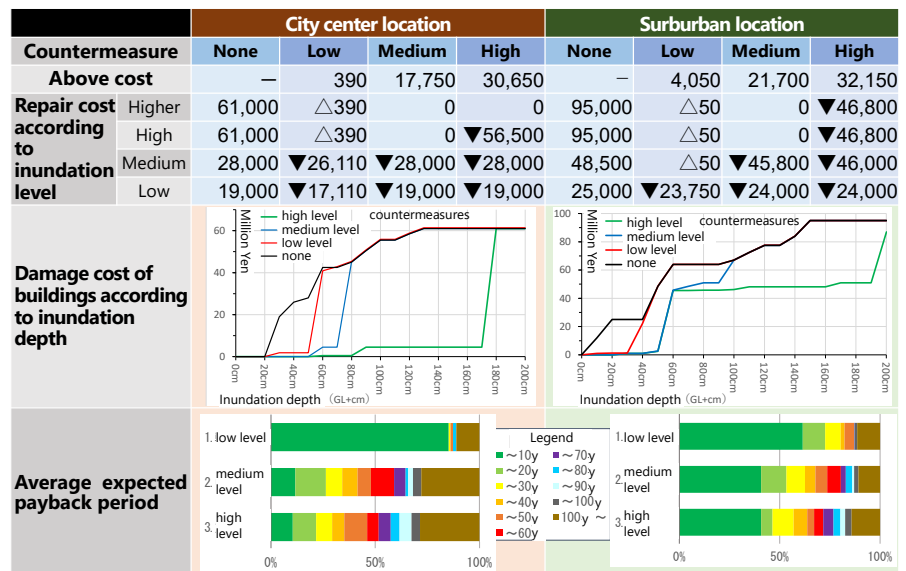 City center location Surburban location
Countermeasure None Low Medium High None Low Medium High
Above cost — 390 17,750 30,650 — 4,050 21,700 32,150
Repair cost according to inundation level
Higher 61,000 △390 0 0 95,000 △50 0 ▼46,800
High 61,000 △390 0 ▼56,500 95,000 △50 0 ▼46,800
Medium 28,000 ▼26,110 ▼28,000 ▼28,000 48,500 △50 ▼45,800 ▼46,000
Low 19,000 ▼17,110 ▼19,000 ▼19,000 25,000 ▼23,750 ▼24,000 ▼24,000
Damage cost of
buildings according
to inundation
depth
Million Yen
high level countermeasures
medium level
low level
none
60
40
20
0
0cm 20cm 40cm 60cm 80cm 100cm 120cm 140cm 160cm 180cm 200cm
Inundation depth (GL+cm)
Million Yen
high level countermeasures
medium level
low level
none
100
80
60
40
20
0
0cm 20cm 40cm 60cm 80cm 100cm 120cm 140cm 160cm 180cm 200cm
Inundation depth (GL+cm)
Average expected
payback period
1. low level
2. medium level
3. high level
0% 50% 100%
Legend
~10y ~70y
~20y ~80y
~30y ~90y
~40y ~100y
~50y 100y ~
~60y
1. low level
2. medium level
3. high level
0% 50% 100%